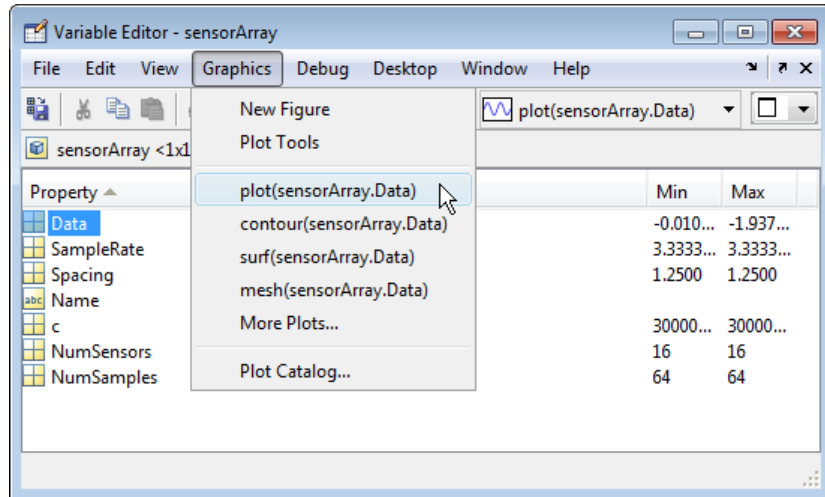 Variable Editor - sensorArray
File Edit View Graphics Debug Desktop Window Help
plot(sensorArray.Data)
sensorArray <1x1
New Figure
Plot Tools
plot(sensorArray.Data)
contour(sensorArray.Data)
surf(sensorArray.Data)
mesh(sensorArray.Data)
More Plots...
Plot Catalog...
Property Min Max
Data -0.010... -1.937...
SampleRate 3.3333... 3.3333...
Spacing 1.2500 1.2500
abc Name
c 30000... 30000...
NumSensors 16 16
NumSamples 64 64